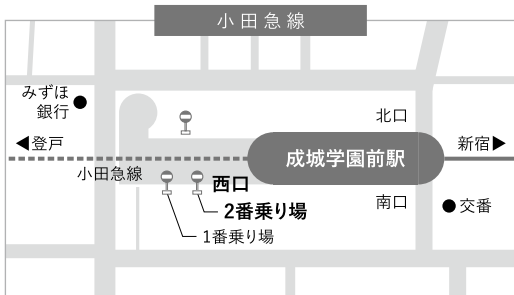 小田急線
みずほ
銀行
北口
◀登戸
成城学園前駅
新宿▶
小田急線
西口
南口
交番
2番乗り場
1番乗り場